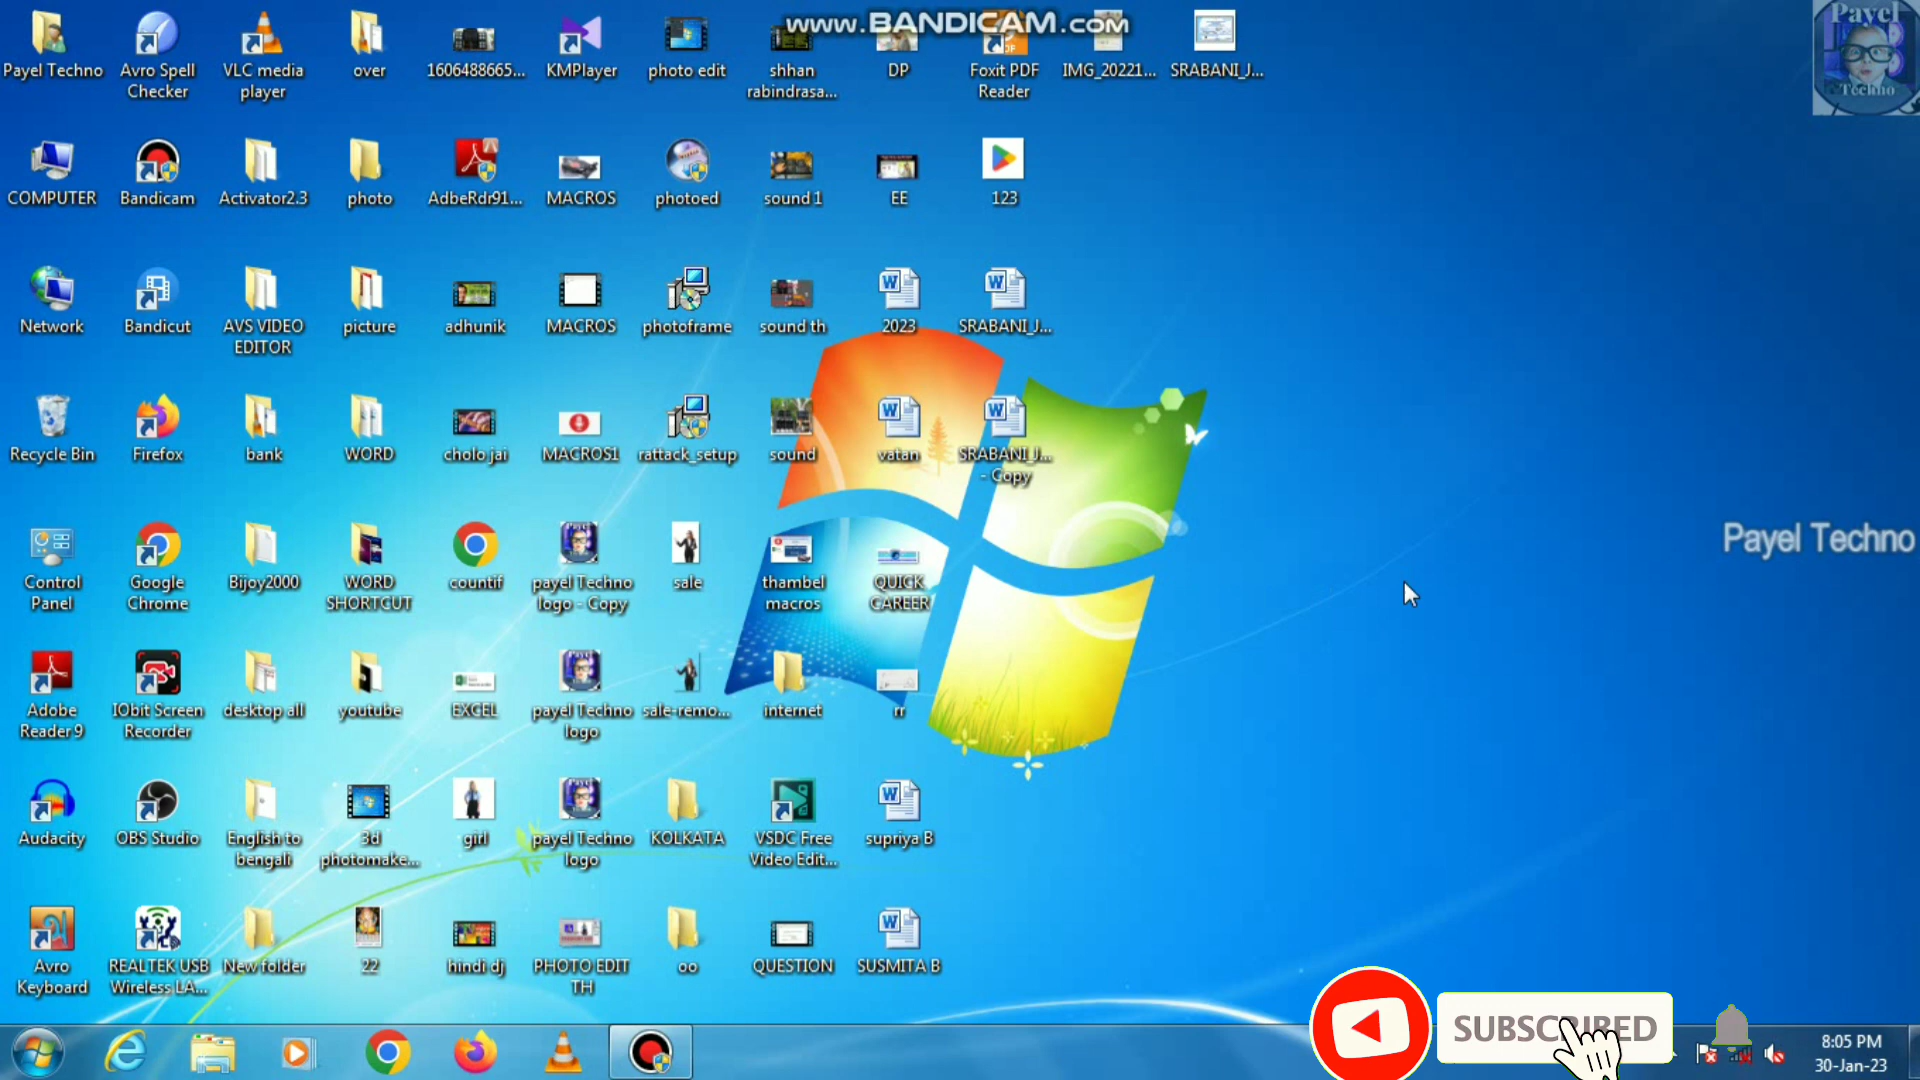 www.BANDICAM.com
Payel
Techno
Payel Techno
Avro Spell
Checker
VLC media
player
over
1606488665...
KMPlayer
photo edit
shhan
rabindrasa...
DP
Foxit PDF
Reader
IMG_20221...
SRABANI_J...
COMPUTER
Bandicam
Activator2.3
photo
AdbeRdr91...
MACROS
photoed
sound 1
EE
123
Network
Bandicut
AVS VIDEO
EDITOR
picture
adhunik
MACROS
photoframe
sound th
2023
SRABANI_J...
Recycle Bin
Firefox
bank
WORD
cholo jai
MACROS1
rattack_setup
sound
vatan
SRABANI_J...
- Copy
Control
Panel
Google
Chrome
Bijoy2000
WORD
SHORTCUT
countif
payel Techno
logo - Copy
sale
thambel
macros
QUICK
CAREER
Payel Techno
Adobe
Reader 9
IObit Screen
Recorder
desktop all
youtube
EXCEL
payel Techno
logo
sale-remo...
internet
rr
Audacity
OBS Studio
English to
bengali
3d
photomake...
girl
payel Techno
logo
KOLKATA
VSDC Free
Video Edit...
supriya B
Avro
Keyboard
REALTEK USB
Wireless LA...
New folder
22
hindi dj
PHOTO EDIT
TH
oo
QUESTION
SUSMITA B
SUBSCRIBED
8:05 PM
30-Jan-23